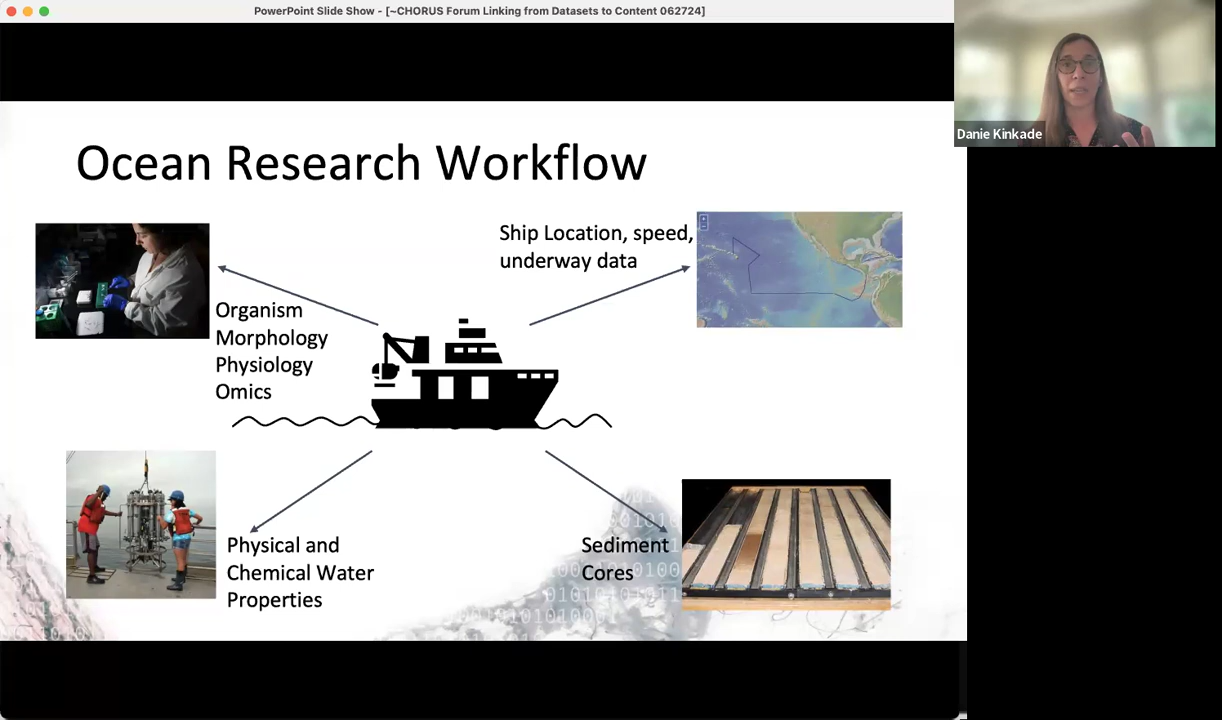 PowerPoint Slide Show - [~CHORUS Forum Linking from Datasets to Content 062724]
Danie Kinkade
Ocean Research Workflow
Ship Location, speed,
underway data
Organism
Morphology
Physiology
Omics
Physical and
Chemical Water
Properties
Sediment
Cores